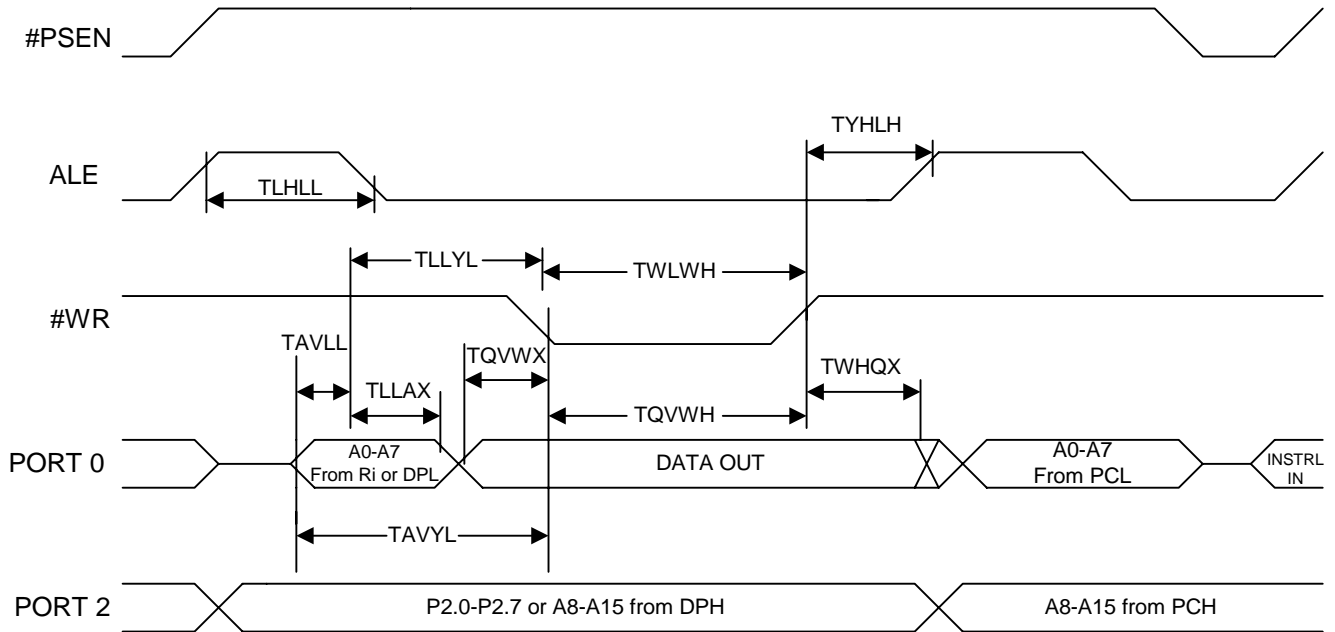 #PSEN
TYHLH
ALE
TLHLL
TLLYL
TWLWH
#WR
TAVLL
TQVWX
TLLAX
TWHQX
TQVWH
PORT 0
A0-A7
From Ri or DPL
DATA OUT
A0-A7
From PCL
INSTRL
IN
TAVYL
PORT 2
P2.0-P2.7 or A8-A15 from DPH
A8-A15 from PCH